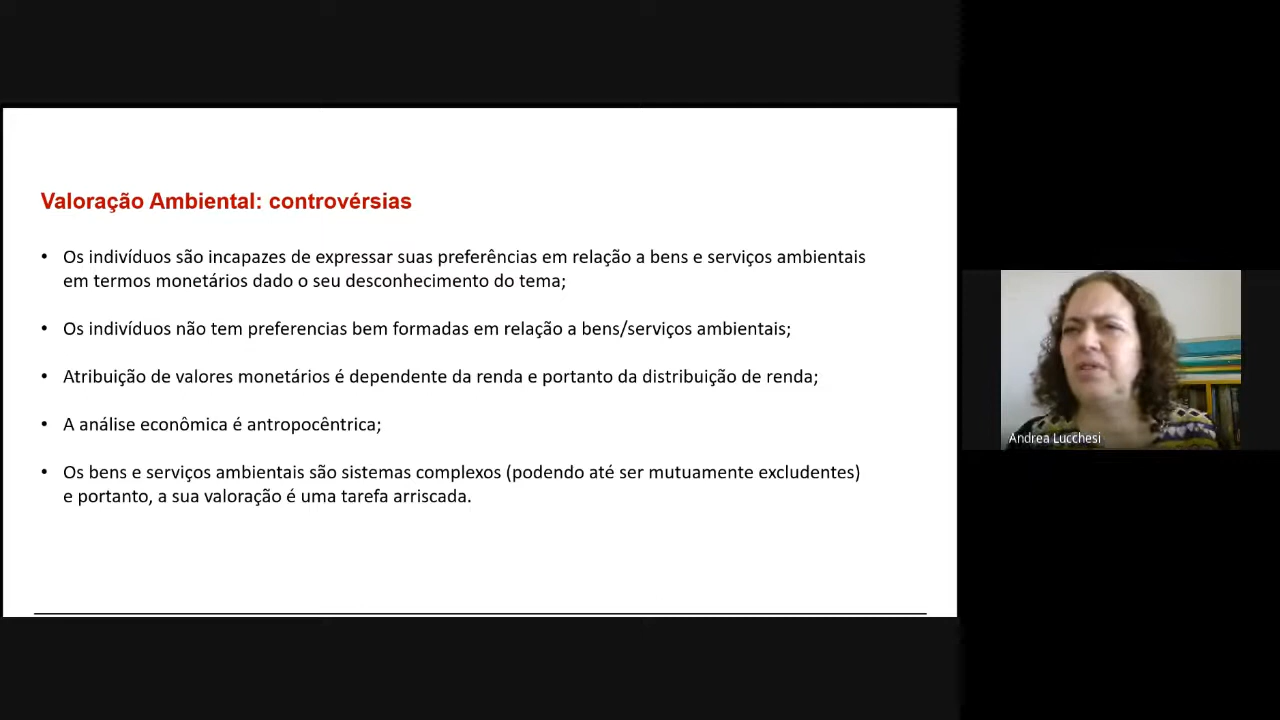 Valoração Ambiental: controvérsias
• Os indivíduos são incapazes de expressar suas preferências em relação a bens e serviços ambientais
em termos monetários dado o seu desconhecimento do tema;
• Os indivíduos não tem preferencias bem formadas em relação a bens/serviços ambientais;
• Atribuição de valores monetários é dependente da renda e portanto da distribuição de renda;
• A análise econômica é antropocêntrica;
• Os bens e serviços ambientais são sistemas complexos (podendo até ser mutuamente excludentes)
e portanto, a sua valoração é uma tarefa arriscada.
Andrea Lucchesi